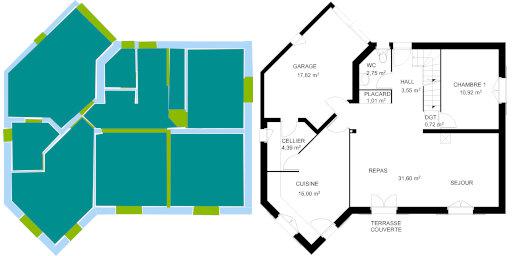 GARAGE
17,62 m²
WC
2,75 m²
HALL
3,55 m²
PLACARD
1,01 m²
CHAMBRE 1
10,92 m²
DGT
0,72 m²
CELLIER
4,39 m²
REPAS
31,60 m²
SEJOUR
CUISINE
15,00 m²
TERRASSE
COUVERTE